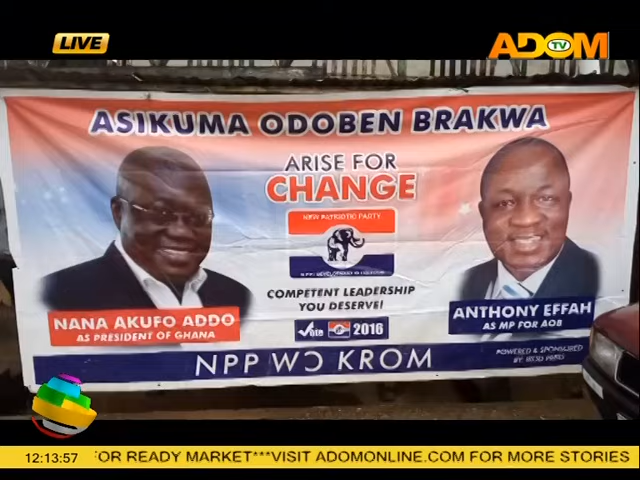 LIVE
ADOM TV
ASIKUMA ODOBEN BRAKWA
ARISE FOR
CHANGE
NEW PATRIOTIC PARTY
COMPETENT LEADERSHIP
YOU DESERVE!
Vote 2016
NANA AKUFO ADDO
AS PRESIDENT OF GHANA
ANTHONY EFFAH
AS MP FOR AOB
NPP WƆ KROM
POWERED & SPONSORED
12:13:57 FOR READY MARKET***VISIT ADOMONLINE.COM FOR MORE STORIES